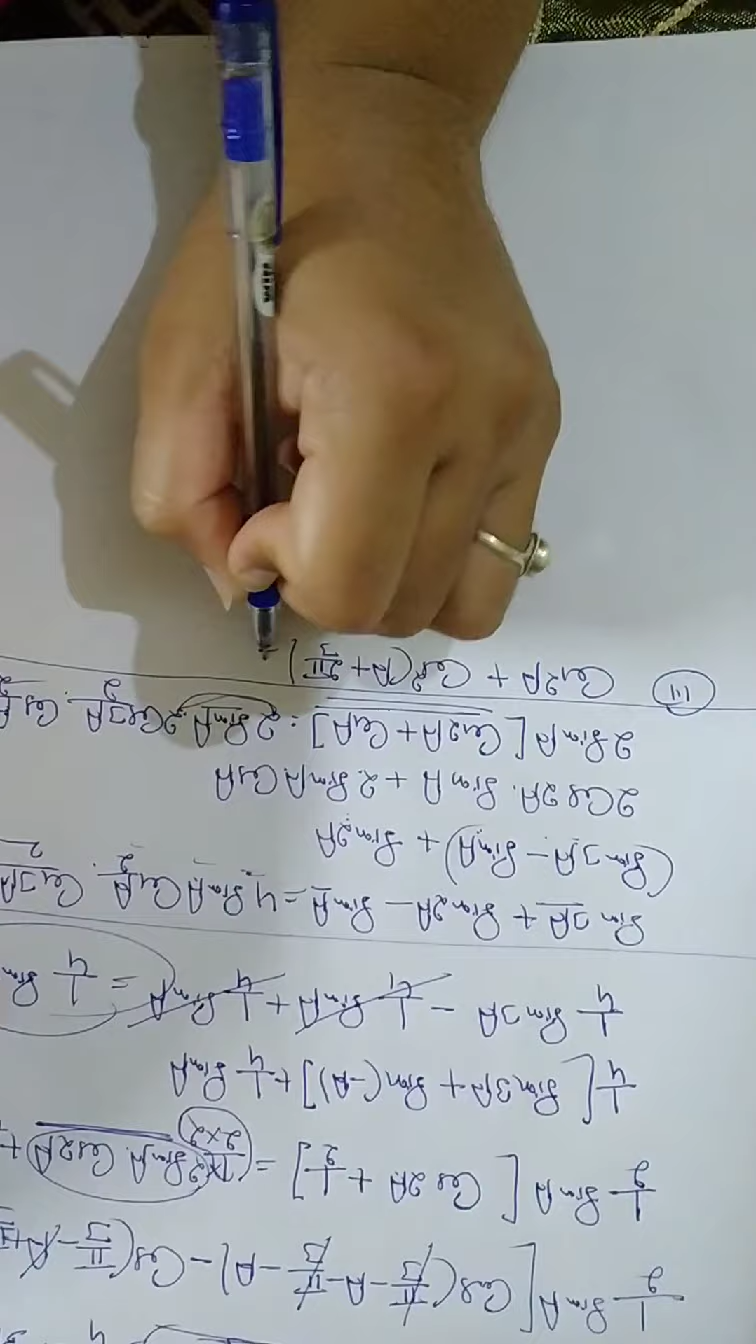 1/2 Sin A [ Cos ( π/3 - A - π/3 - A ) - Cos ( π/3 - A +
1/2 Sin A [ Cos 2A + 1/2 ] = 1×2/2×2 Sin A. Cos 2A +
1/4 [ Sin 3A + Sin (-A) ] + 1/4 Sin A
1/4 Sin 3A - 1/4 Sin A + 1/4 Sin A = 1/4 Sin
Sin 3A + Sin 2A - Sin A = 4 Sin A Cos A/2 . Cos 3A/2
(Sin 3A - Sin A) + Sin 2A
2 Cos 2A. Sin A + 2 Sin A Cos A
2 Sin A [ Cos 2A + Cos A ] = 2 Sin A. 2 Cos 3A/2 . Cos A/2
(iii) Cos² A + Cos² (A + 2π/3)